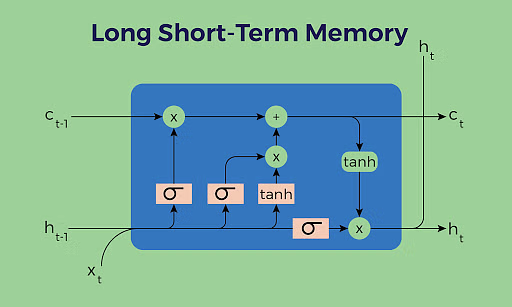 Long Short-Term Memory
h t
C t-1
x
+
C t
x
tanh
σ
σ
tanh
h t-1
σ
x
h t
x t